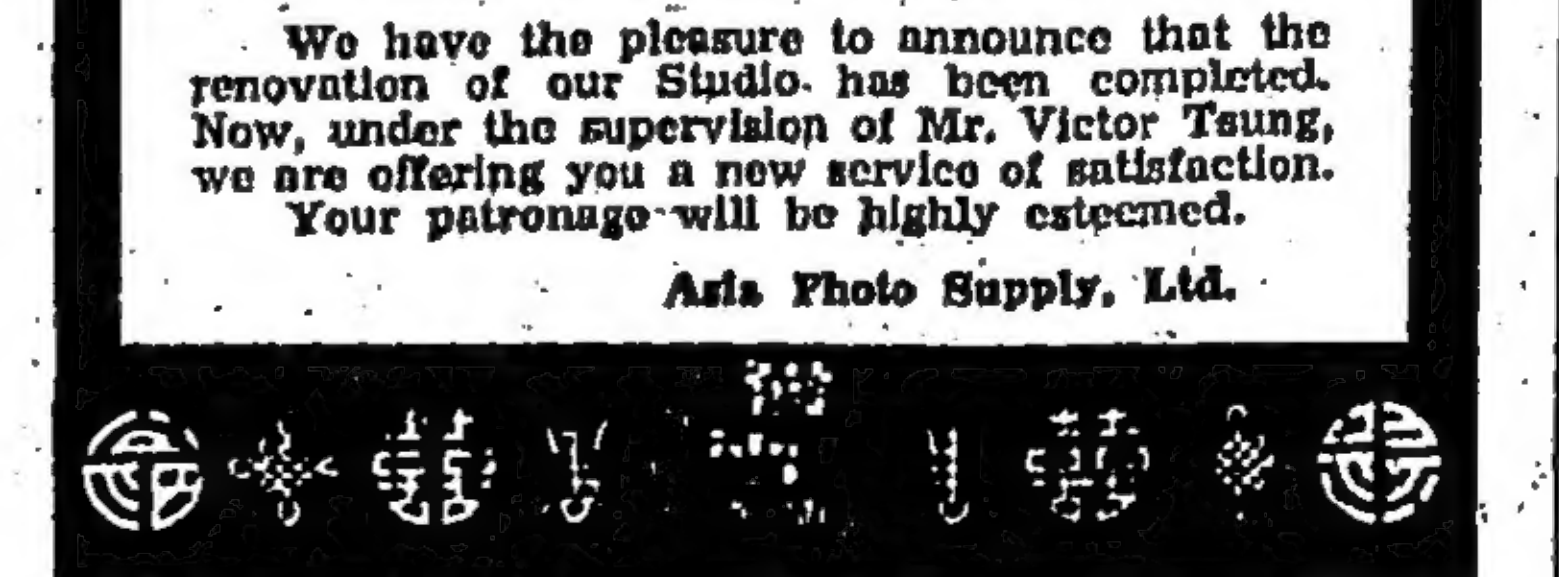 We have the pleasure to announce that the
renovation of our Studio has been completed.
Now, under the supervision of Mr. Victor Tsung,
we are offering you a new service of satisfaction.
Your patronage will be highly esteemed.
Asia Photo Supply, Ltd.